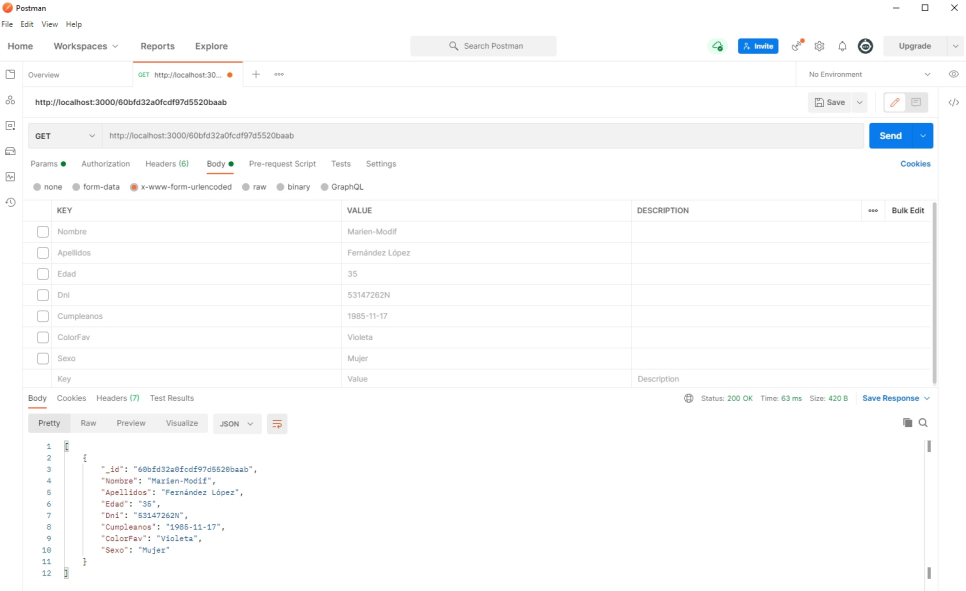 Postman
File Edit View Help
Home Workspaces Reports Explore Search Postman Invite Upgrade
Overview GET http://localhost:30... No Environment
http://localhost:3000/60bfd32a0fcdf97d5520baab Save
GET http://localhost:3000/60bfd32a0fcdf97d5520baab Send
Params Authorization Headers (6) Body Pre-request Script Tests Settings Cookies
none form-data x-www-form-urlencoded raw binary GraphQL
KEY VALUE DESCRIPTION Bulk Edit
Nombre Marien-Modif
Apellidos Fernández López
Edad 35
Dni 53147262N
Cumpleanos 1985-11-17
ColorFav Violeta
Sexo Mujer
Key Value Description
Body Cookies Headers (7) Test Results Status: 200 OK Time: 63 ms Size: 420 B Save Response
Pretty Raw Preview Visualize JSON
1 [
2 {
3 "_id": "60bfd32a0fcdf97d5520baab",
4 "Nombre": "Marien-Modif",
5 "Apellidos": "Fernández López",
6 "Edad": "35",
7 "Dni": "53147262N",
8 "Cumpleanos": "1985-11-17",
9 "ColorFav": "Violeta",
10 "Sexo": "Mujer"
11 }
12 ]